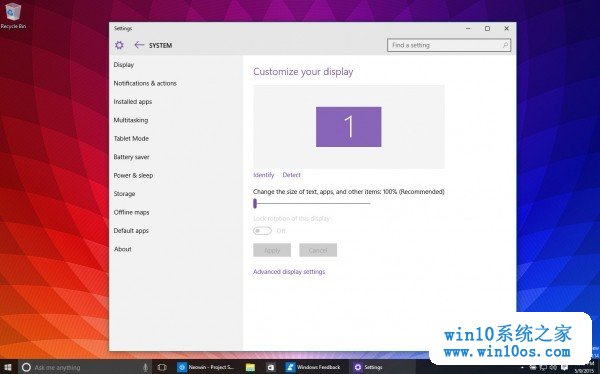 Recycle Bin
Settings
SYSTEM
Find a setting
Display
Notifications & actions
Installed apps
Multitasking
Tablet Mode
Battery saver
Power & sleep
Storage
Offline maps
Default apps
About
Customize your display
1
Identify Detect
Change the size of text, apps, and other items: 100% (Recommended)
Lock rotation of this display
Off
Apply Cancel
Advanced display settings
win10系统之家
www.win10os.com
Ask me anything
Neowin - Project S...
Windows Feedback
Settings
5/9/2015